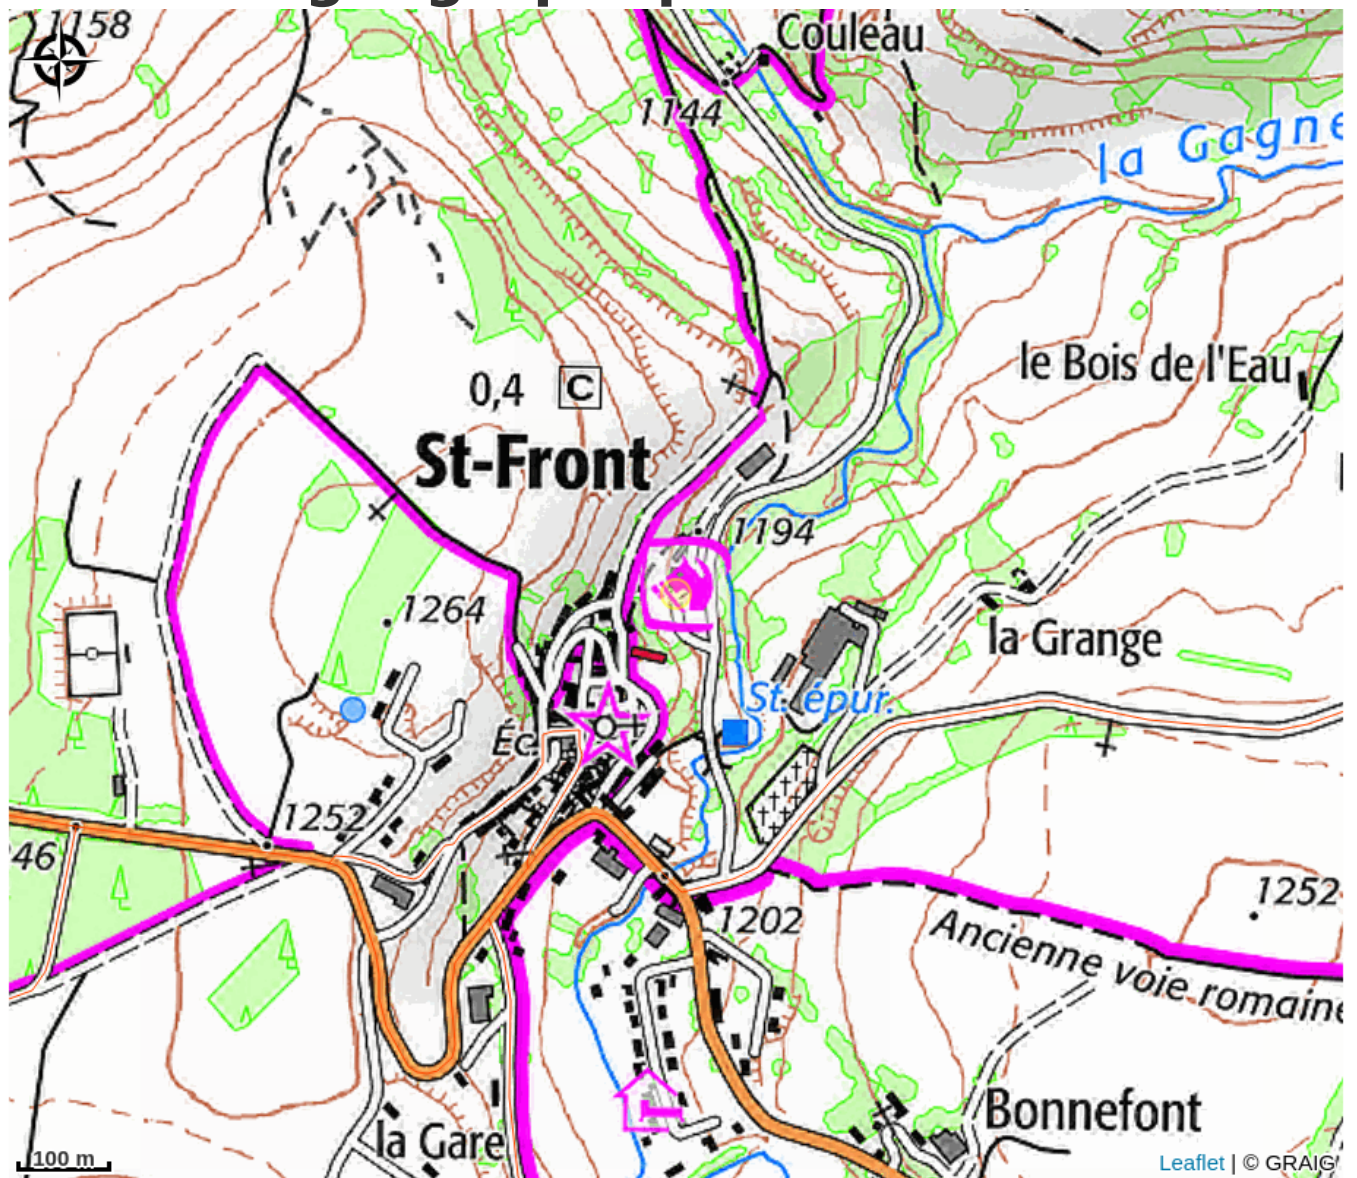 1158
Couleau
1144
la Gagne
le Bois de l'Eau
0,4 C
St-Front
1194
1264
la Grange
St. épur.
Éc.
1252
46
1252
1202
Ancienne voie romaine
Bonnefont
la Gare
100 m
Leaflet | © GRAIG